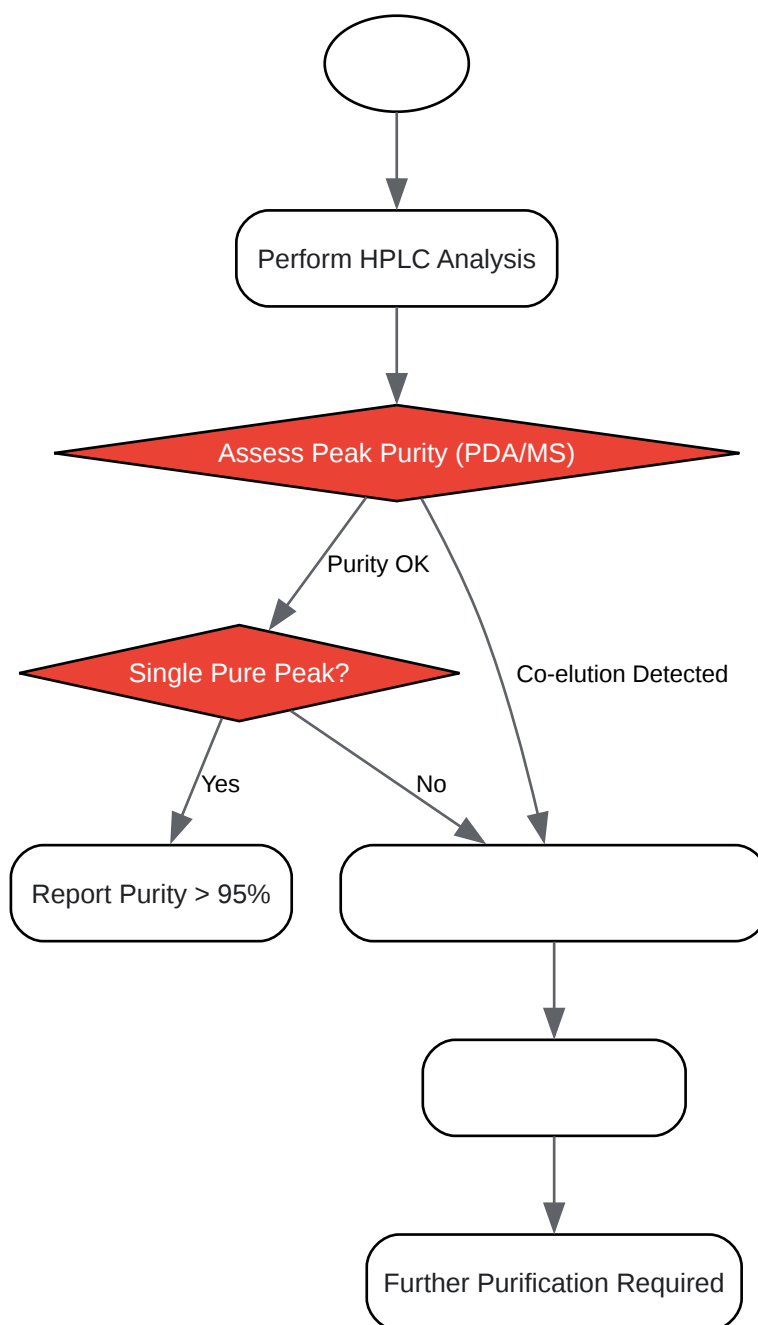 Perform HPLC Analysis
Assess Peak Purity (PDA/MS)
Purity OK
Single Pure Peak?
Co-elution Detected
Yes
No
Report Purity > 95%
Further Purification Required